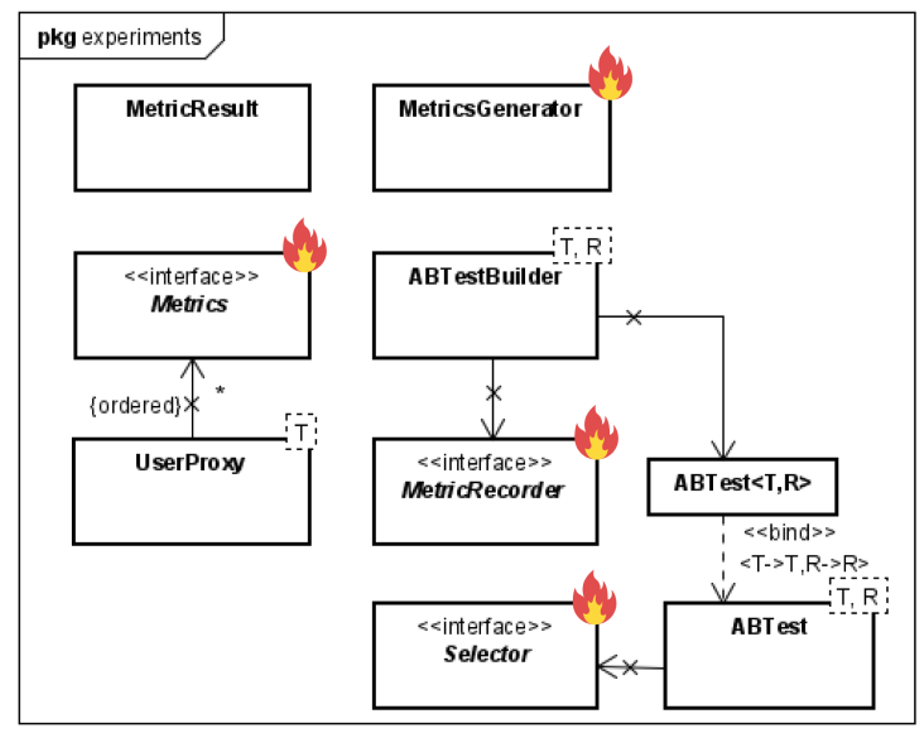 pkg experiments
MetricResult
MetricsGenerator
<<interface>>
Metrics
T, R
ABTestBuilder
{ordered}
*
T
UserProxy
<<interface>>
MetricRecorder
ABTest<T,R>
<<bind>>
<T->T,R->R>
<<interface>>
Selector
T, R
ABTest